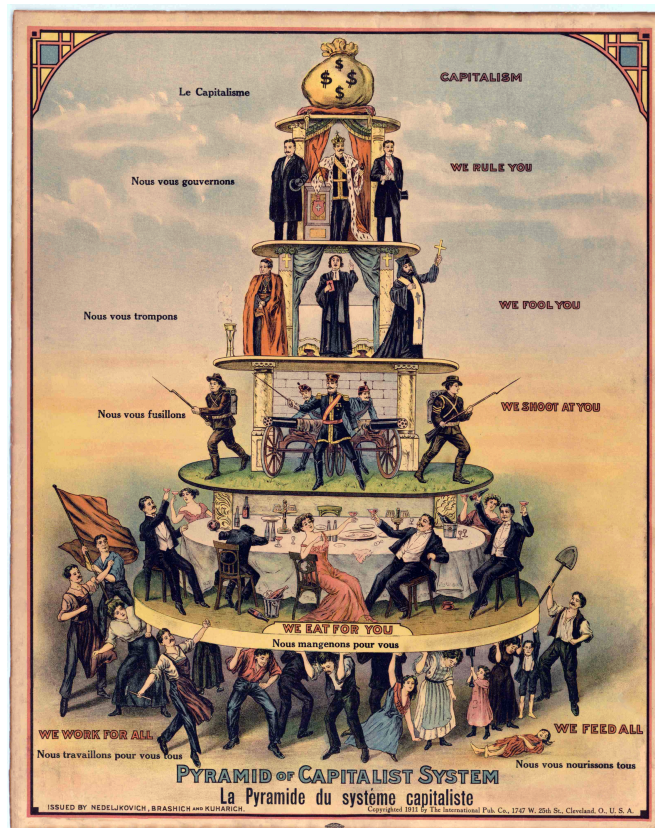 $ $ $ $
Le Capitalisme
CAPITALISM
Nous vous gouvernons
WE RULE YOU
Nous vous trompons
WE FOOL YOU
Nous vous fusillons
WE SHOOT AT YOU
WE EAT FOR YOU
Nous mangenons pour vous
WE WORK FOR ALL
WE FEED ALL
Nous travaillons pour vous tous
Nous vous nourissons tous
PYRAMID OF CAPITALIST SYSTEM
La Pyramide du système capitaliste
ISSUED BY NEDELJKOVICH, BRASHICH AND KUHARICH.
Copyrighted 1911 by The International Pub. Co., 1747 W. 25th St., Cleveland, O., U. S. A.